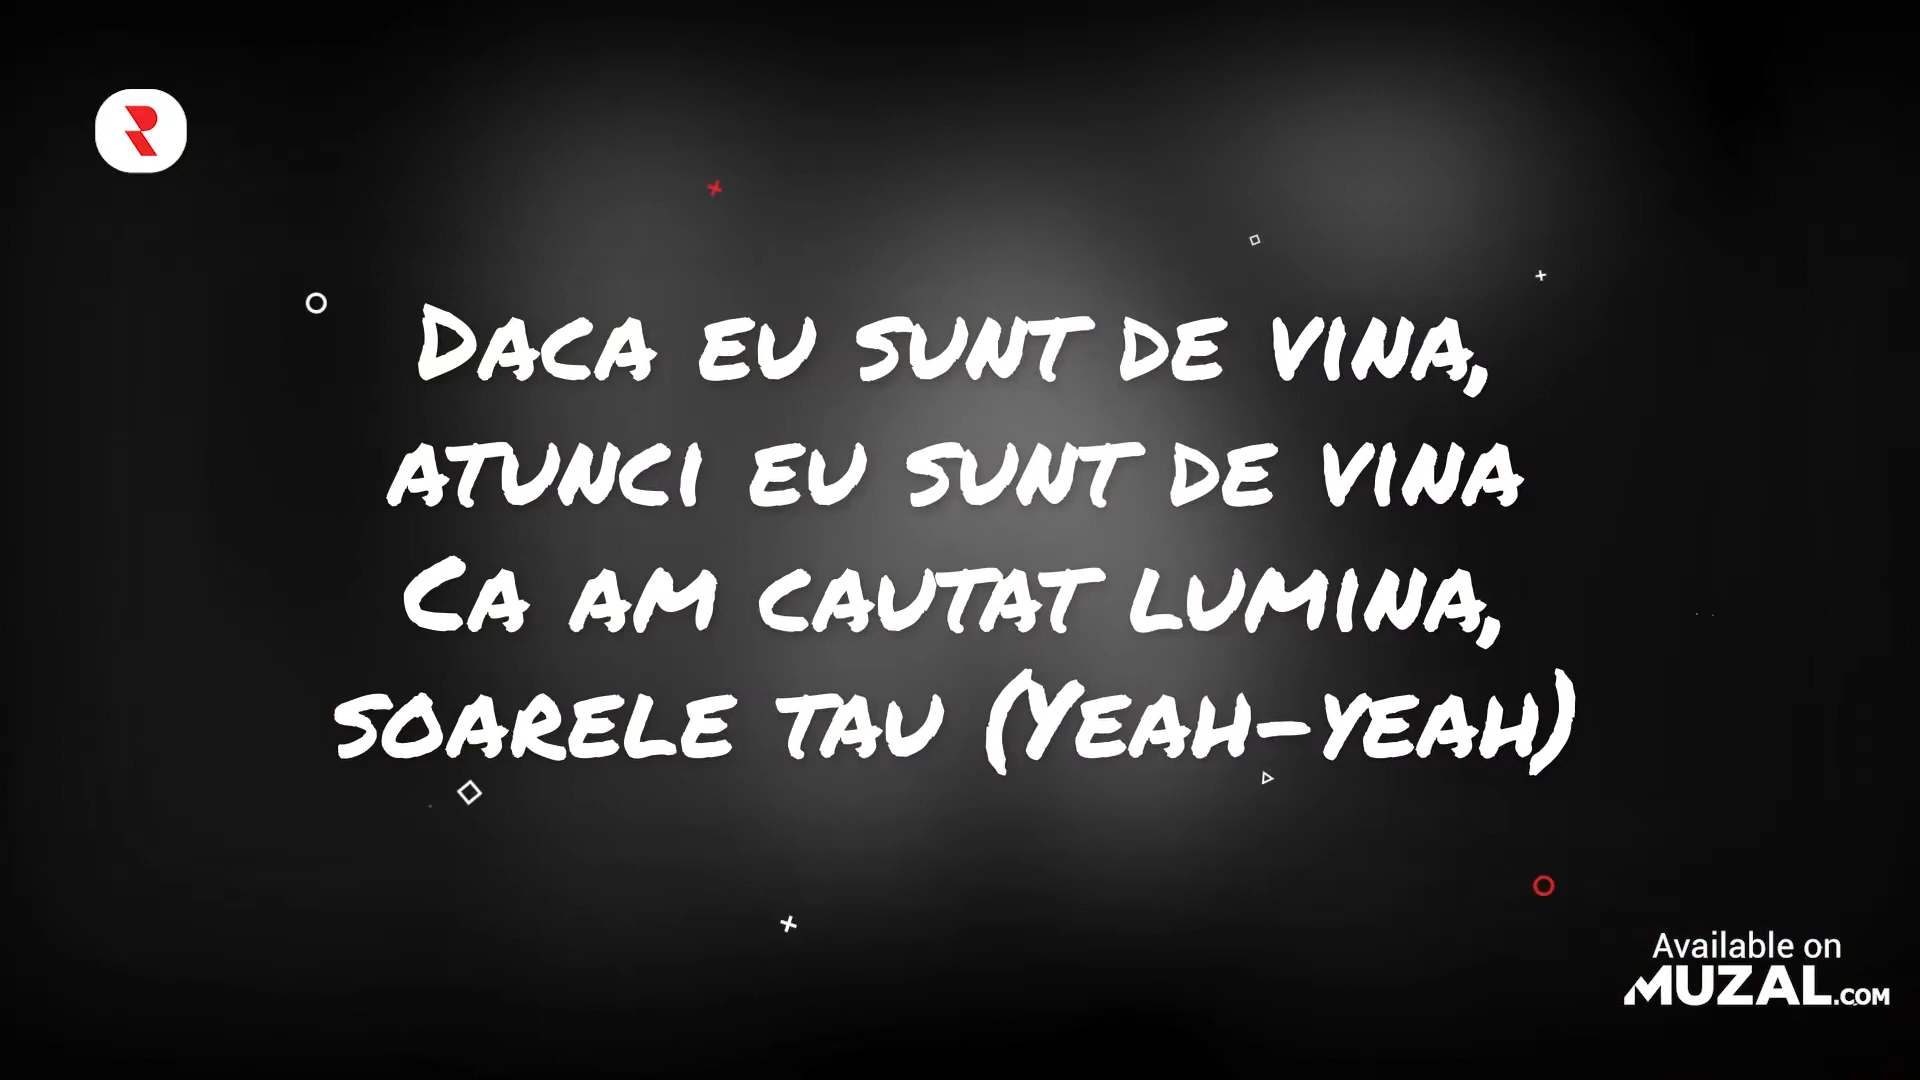 Daca eu sunt de vina,
atunci eu sunt de vina
Ca am cautat lumina,
soarele tau (Yeah-yeah)
R
Available on
MUZAL.COM